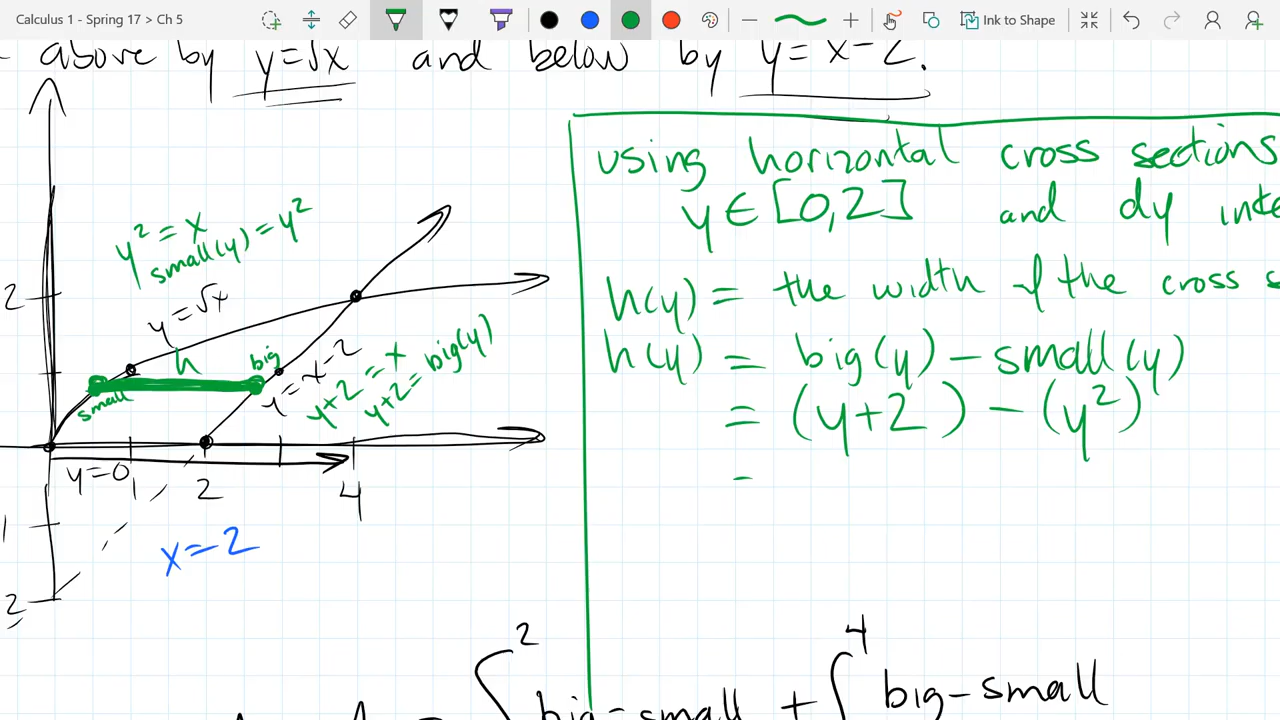 Calculus 1 - Spring 17 > Ch 5
Ink to Shape
above by y=√x and below by y=x-2.
using horizontal cross sections
y∈[0,2] and dy
h(y) = the width of the cross
h(y) = big(y) - small(y)
= (y+2) - (y²)
=
y²=x
small(y)=y²
2
y=√x
h
big
small
y=x-2
y+2=x
y+2=big(y)
y=0
1
2
4
1
x=2
2
∫² big-small + ∫⁴ big-small